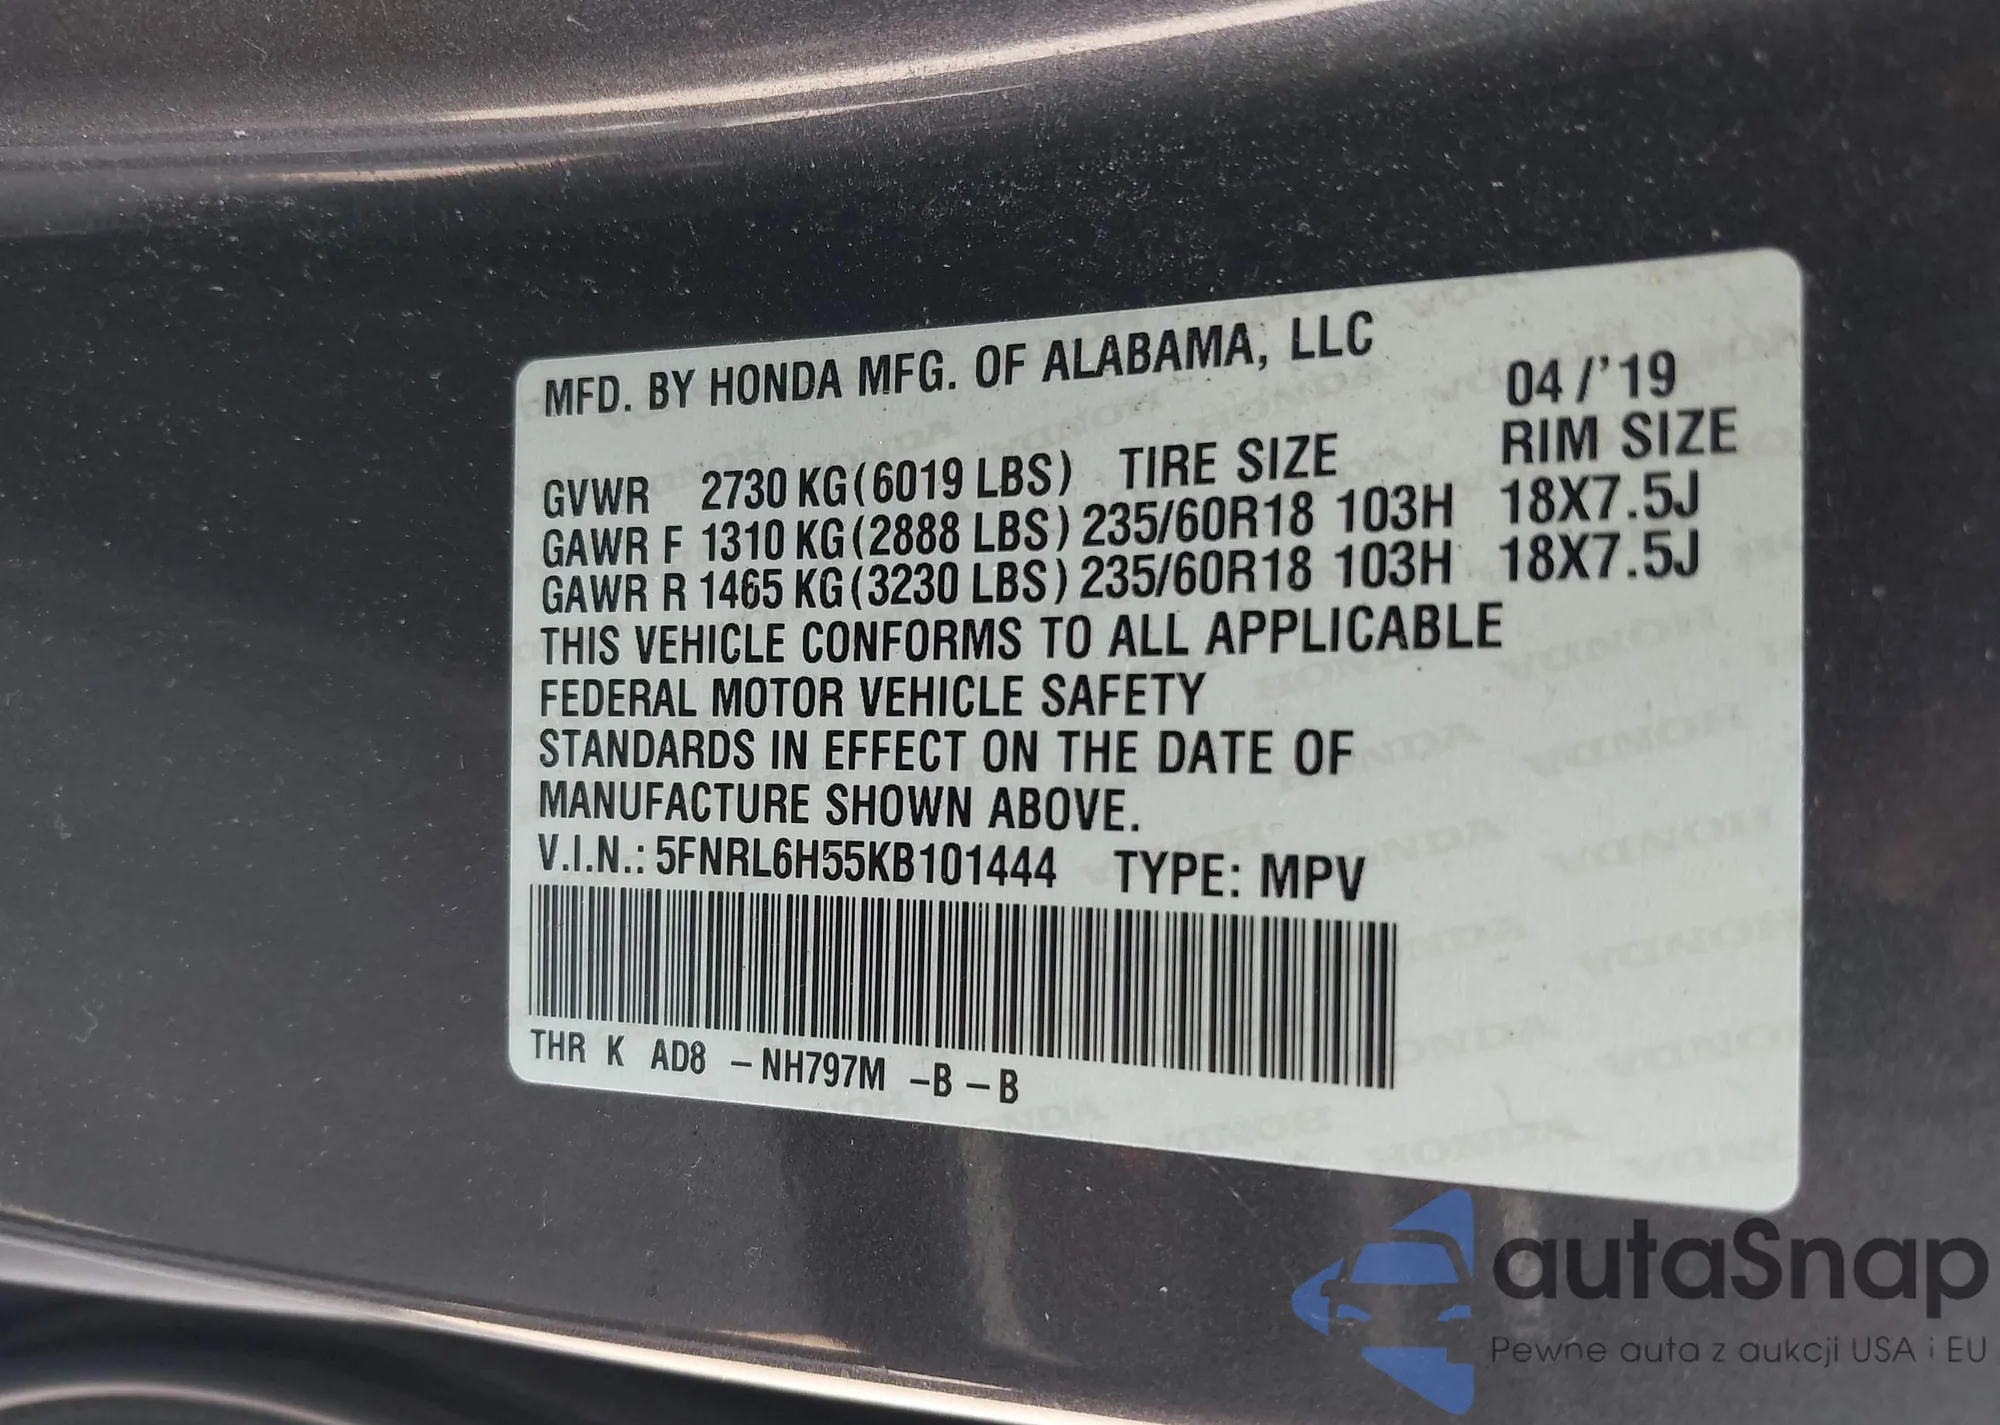 MFD. BY HONDA MFG. OF ALABAMA, LLC
04/'19
GVWR 2730 KG(6019 LBS) TIRE SIZE RIM SIZE
GAWR F 1310 KG(2888 LBS) 235/60R18 103H 18X7.5J
GAWR R 1465 KG(3230 LBS) 235/60R18 103H 18X7.5J
THIS VEHICLE CONFORMS TO ALL APPLICABLE
FEDERAL MOTOR VEHICLE SAFETY
STANDARDS IN EFFECT ON THE DATE OF
MANUFACTURE SHOWN ABOVE.
V.I.N.: 5FNRL6H55KB101444 TYPE: MPV
THR K AD8 -NH797M -B-B
autaSnap
Pewne auta z aukcji USA i EU